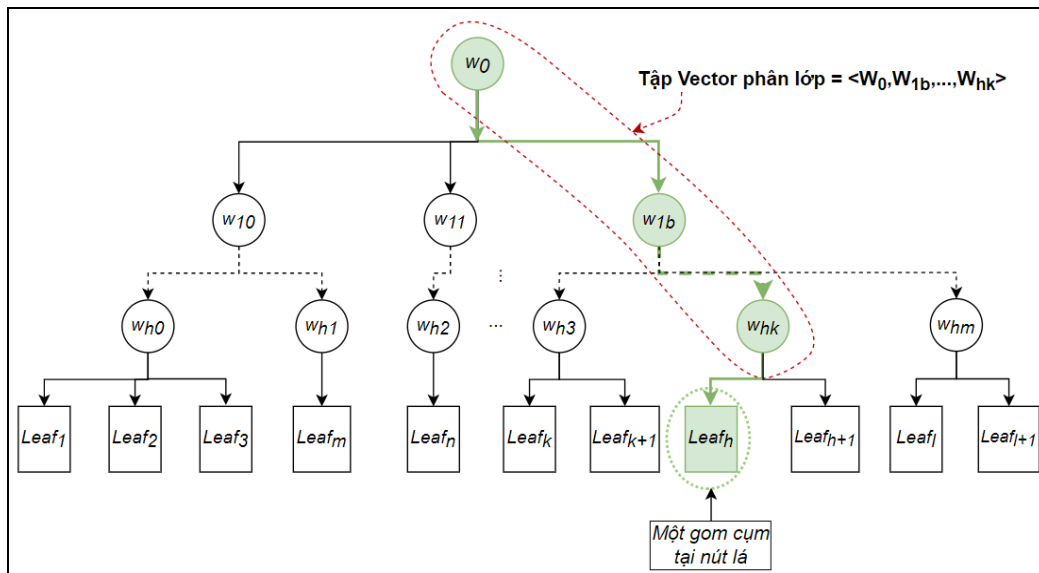 w0
Tập Vector phân lớp = <W0,W1b,...,Whk>
w10
w11
w1b
⋮
wh0
wh1
wh2
...
wh3
whk
whm
Leaf1
Leaf2
Leaf3
Leafm
Leafn
Leafk
Leafk+1
Leafh
Leafh+1
Leafl
Leafl+1
Một gom cụm
tại nút lá